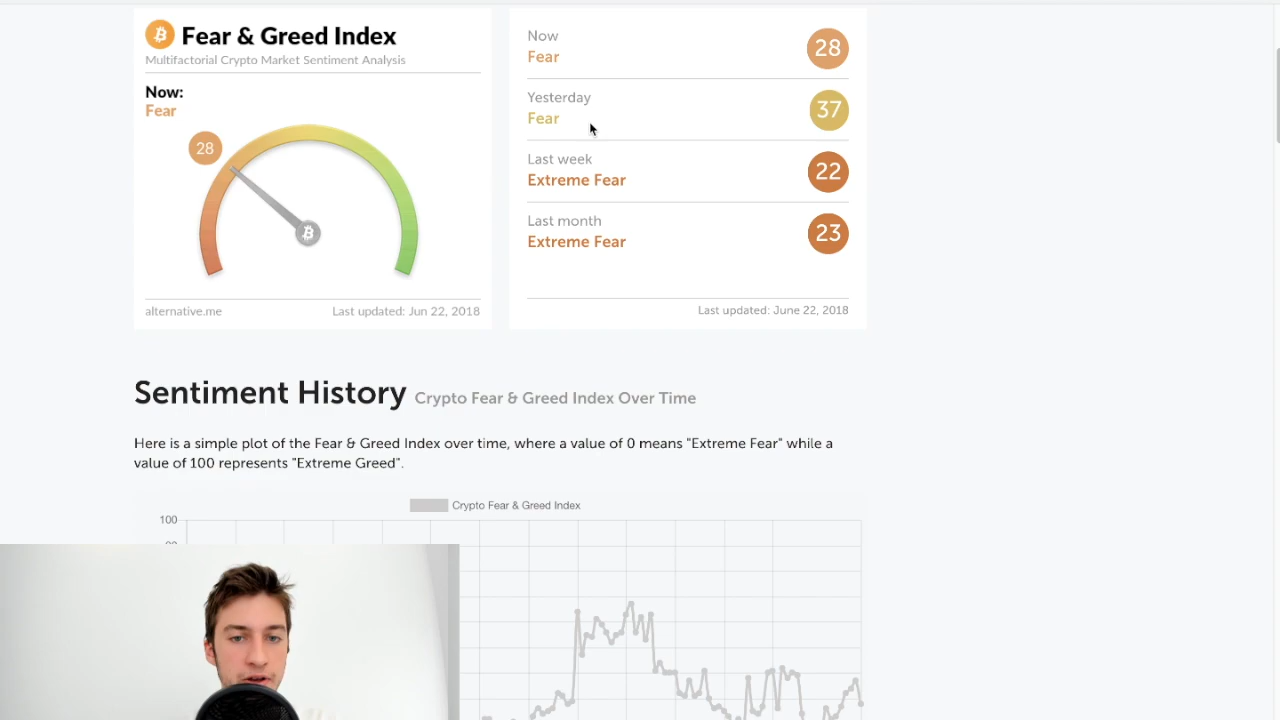 Fear & Greed Index
Multifactorial Crypto Market Sentiment Analysis
Now:
Fear
28
alternative.me
Last updated: Jun 22, 2018
Now
Fear
28
Yesterday
Fear
37
Last week
Extreme Fear
22
Last month
Extreme Fear
23
Last updated: June 22, 2018
Sentiment History Crypto Fear & Greed Index Over Time
Here is a simple plot of the Fear & Greed Index over time, where a value of 0 means "Extreme Fear" while a
value of 100 represents "Extreme Greed".
Crypto Fear & Greed Index
100